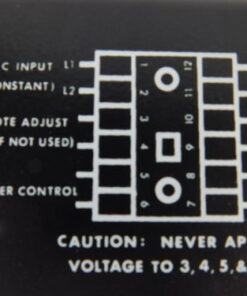 C INPUT L1
ONSTANT) L2
OTE ADJUST
F NOT USED)
ER CONTROL
1 12
2 11
3 10
4 9
5 8
6 7
CAUTION: NEVER AP
VOLTAGE TO 3, 4, 5, &